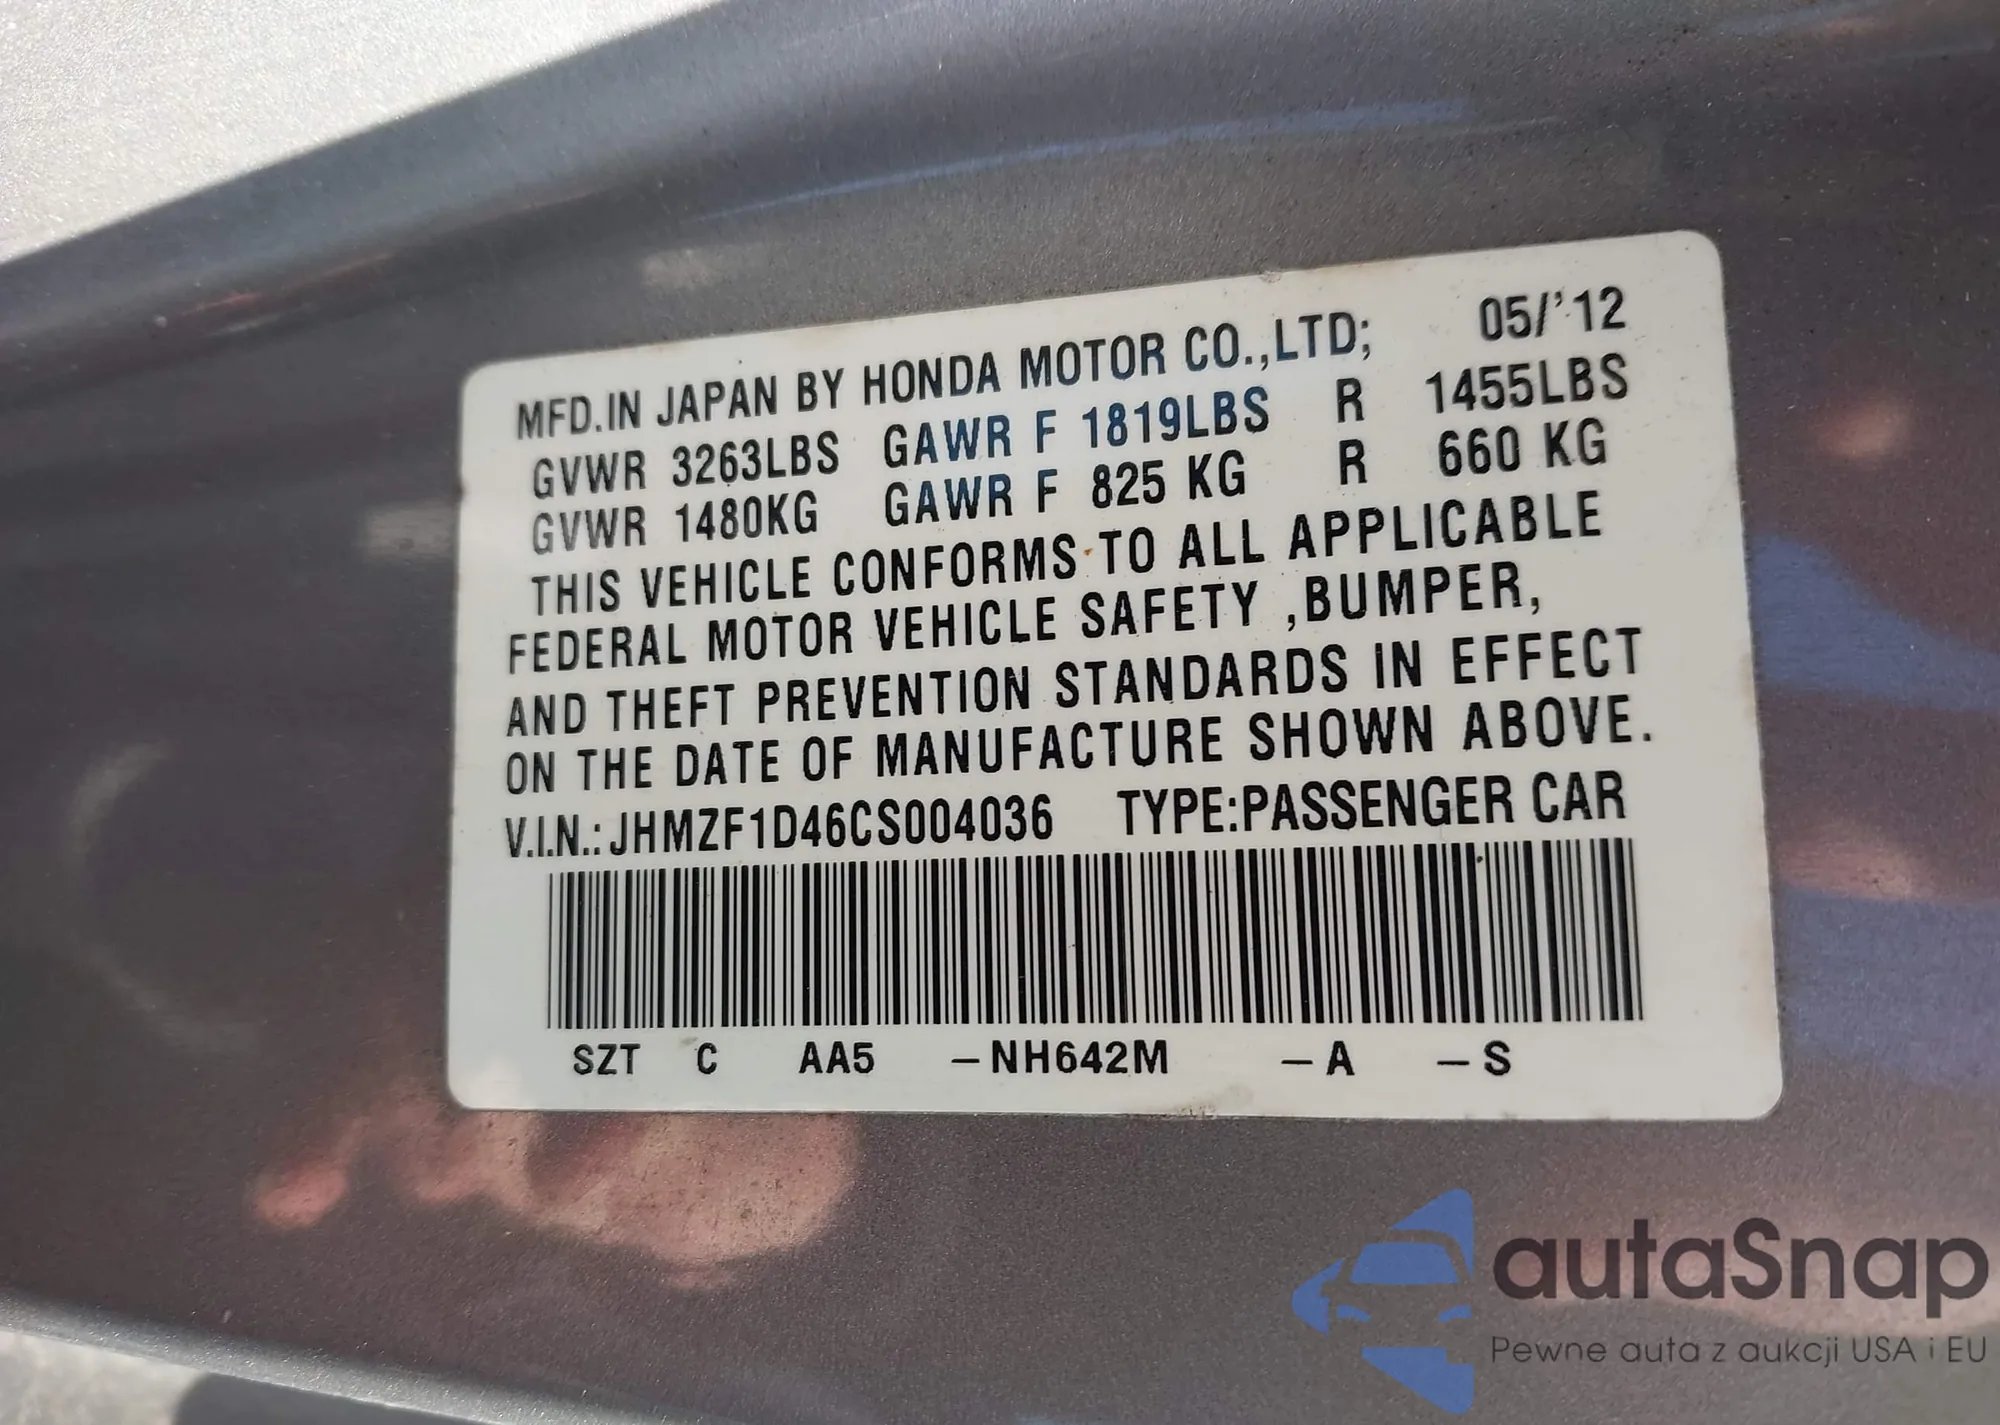 MFD.IN JAPAN BY HONDA MOTOR CO.,LTD; 05/'12
GVWR 3263LBS GAWR F 1819LBS R 1455LBS
GVWR 1480KG GAWR F 825 KG R 660 KG
THIS VEHICLE CONFORMS TO ALL APPLICABLE
FEDERAL MOTOR VEHICLE SAFETY ,BUMPER,
AND THEFT PREVENTION STANDARDS IN EFFECT
ON THE DATE OF MANUFACTURE SHOWN ABOVE.
V.I.N.: JHMZF1D46CS004036 TYPE:PASSENGER CAR
SZT C AA5 –NH642M –A –S
autaSnap
Pewne auta z aukcji USA i EU